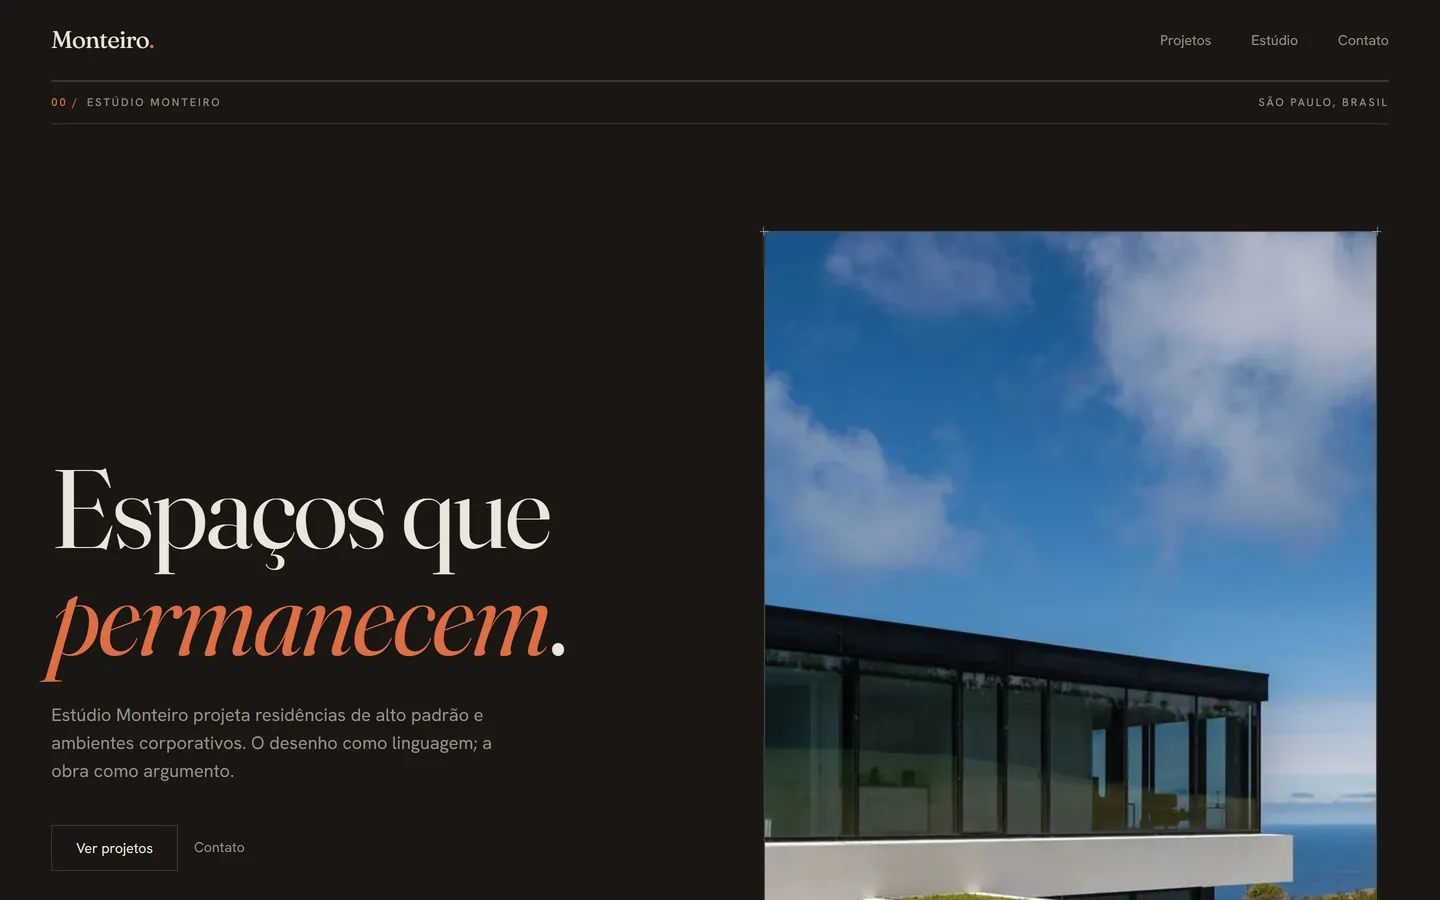 Monteiro.
Projetos
Estúdio
Contato
00 / ESTÚDIO MONTEIRO
SÃO PAULO, BRASIL
Espaços que
permanecem.
Estúdio Monteiro projeta residências de alto padrão e
ambientes corporativos. O desenho como linguagem; a
obra como argumento.
Ver projetos
Contato